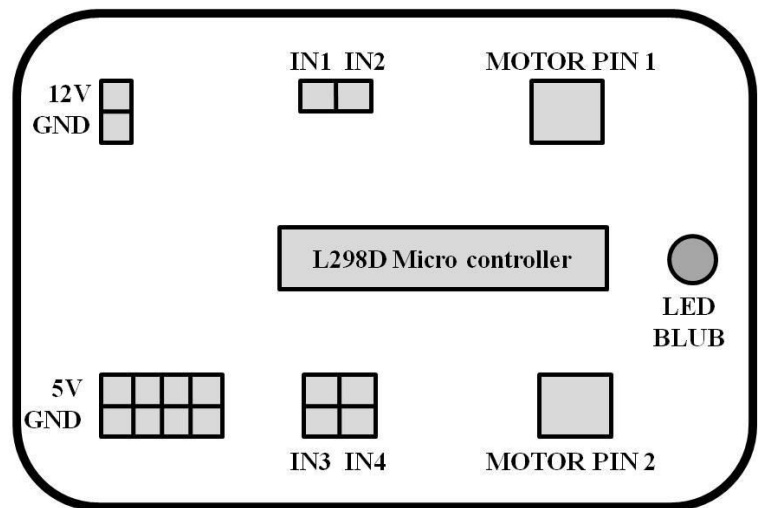 IN1 IN2
MOTOR PIN 1
12V
GND
L298D Micro controller
LED
BLUB
5V
GND
IN3 IN4
MOTOR PIN 2